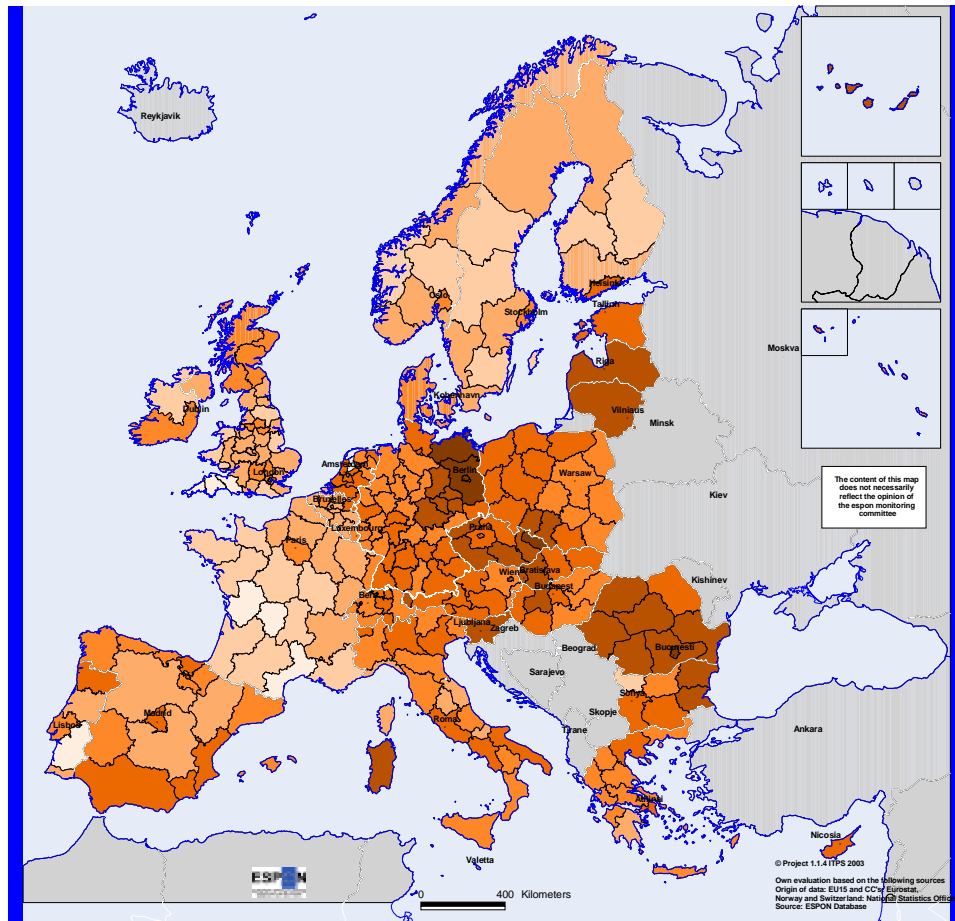 Reykjavik
Helsinki
Oslo
Tallinn
Stockholm
Moskva
Riga
Kobenhavn
Dublin
Vilniaus
Minsk
Amsterdam
Berlin
London
Warsaw
The content of this map
does not necessarily
reflect the opinion of
the espon monitoring
committee
Bruxelles
Kiev
Luxembourg
Praha
Paris
Wien
Bratislava
Kishinev
Budapest
Bern
Ljubljana
Zagreb
Beograd
Bucuresti
Sarajevo
Sofiya
Madrid
Skopje
Lisboa
Roma
Tirane
Ankara
Athinai
Nicosia
Valetta
© Project 1.1.4 ITPS 2003
ESPON
Own evaluation based on the following sources
Origin of data: EU15 and CC's: Eurostat,
0 400 Kilometers
Norway and Switzerland: National Statistics Offic
Source: ESPON Database